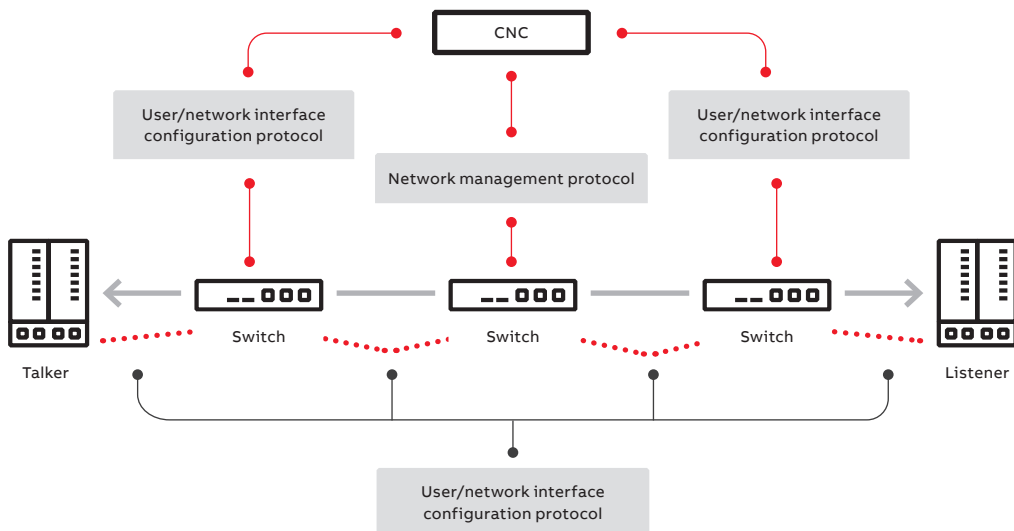 CNC
User/network interface
configuration protocol
User/network interface
configuration protocol
Network management protocol
Switch
Switch
Switch
Talker
Listener
User/network interface
configuration protocol